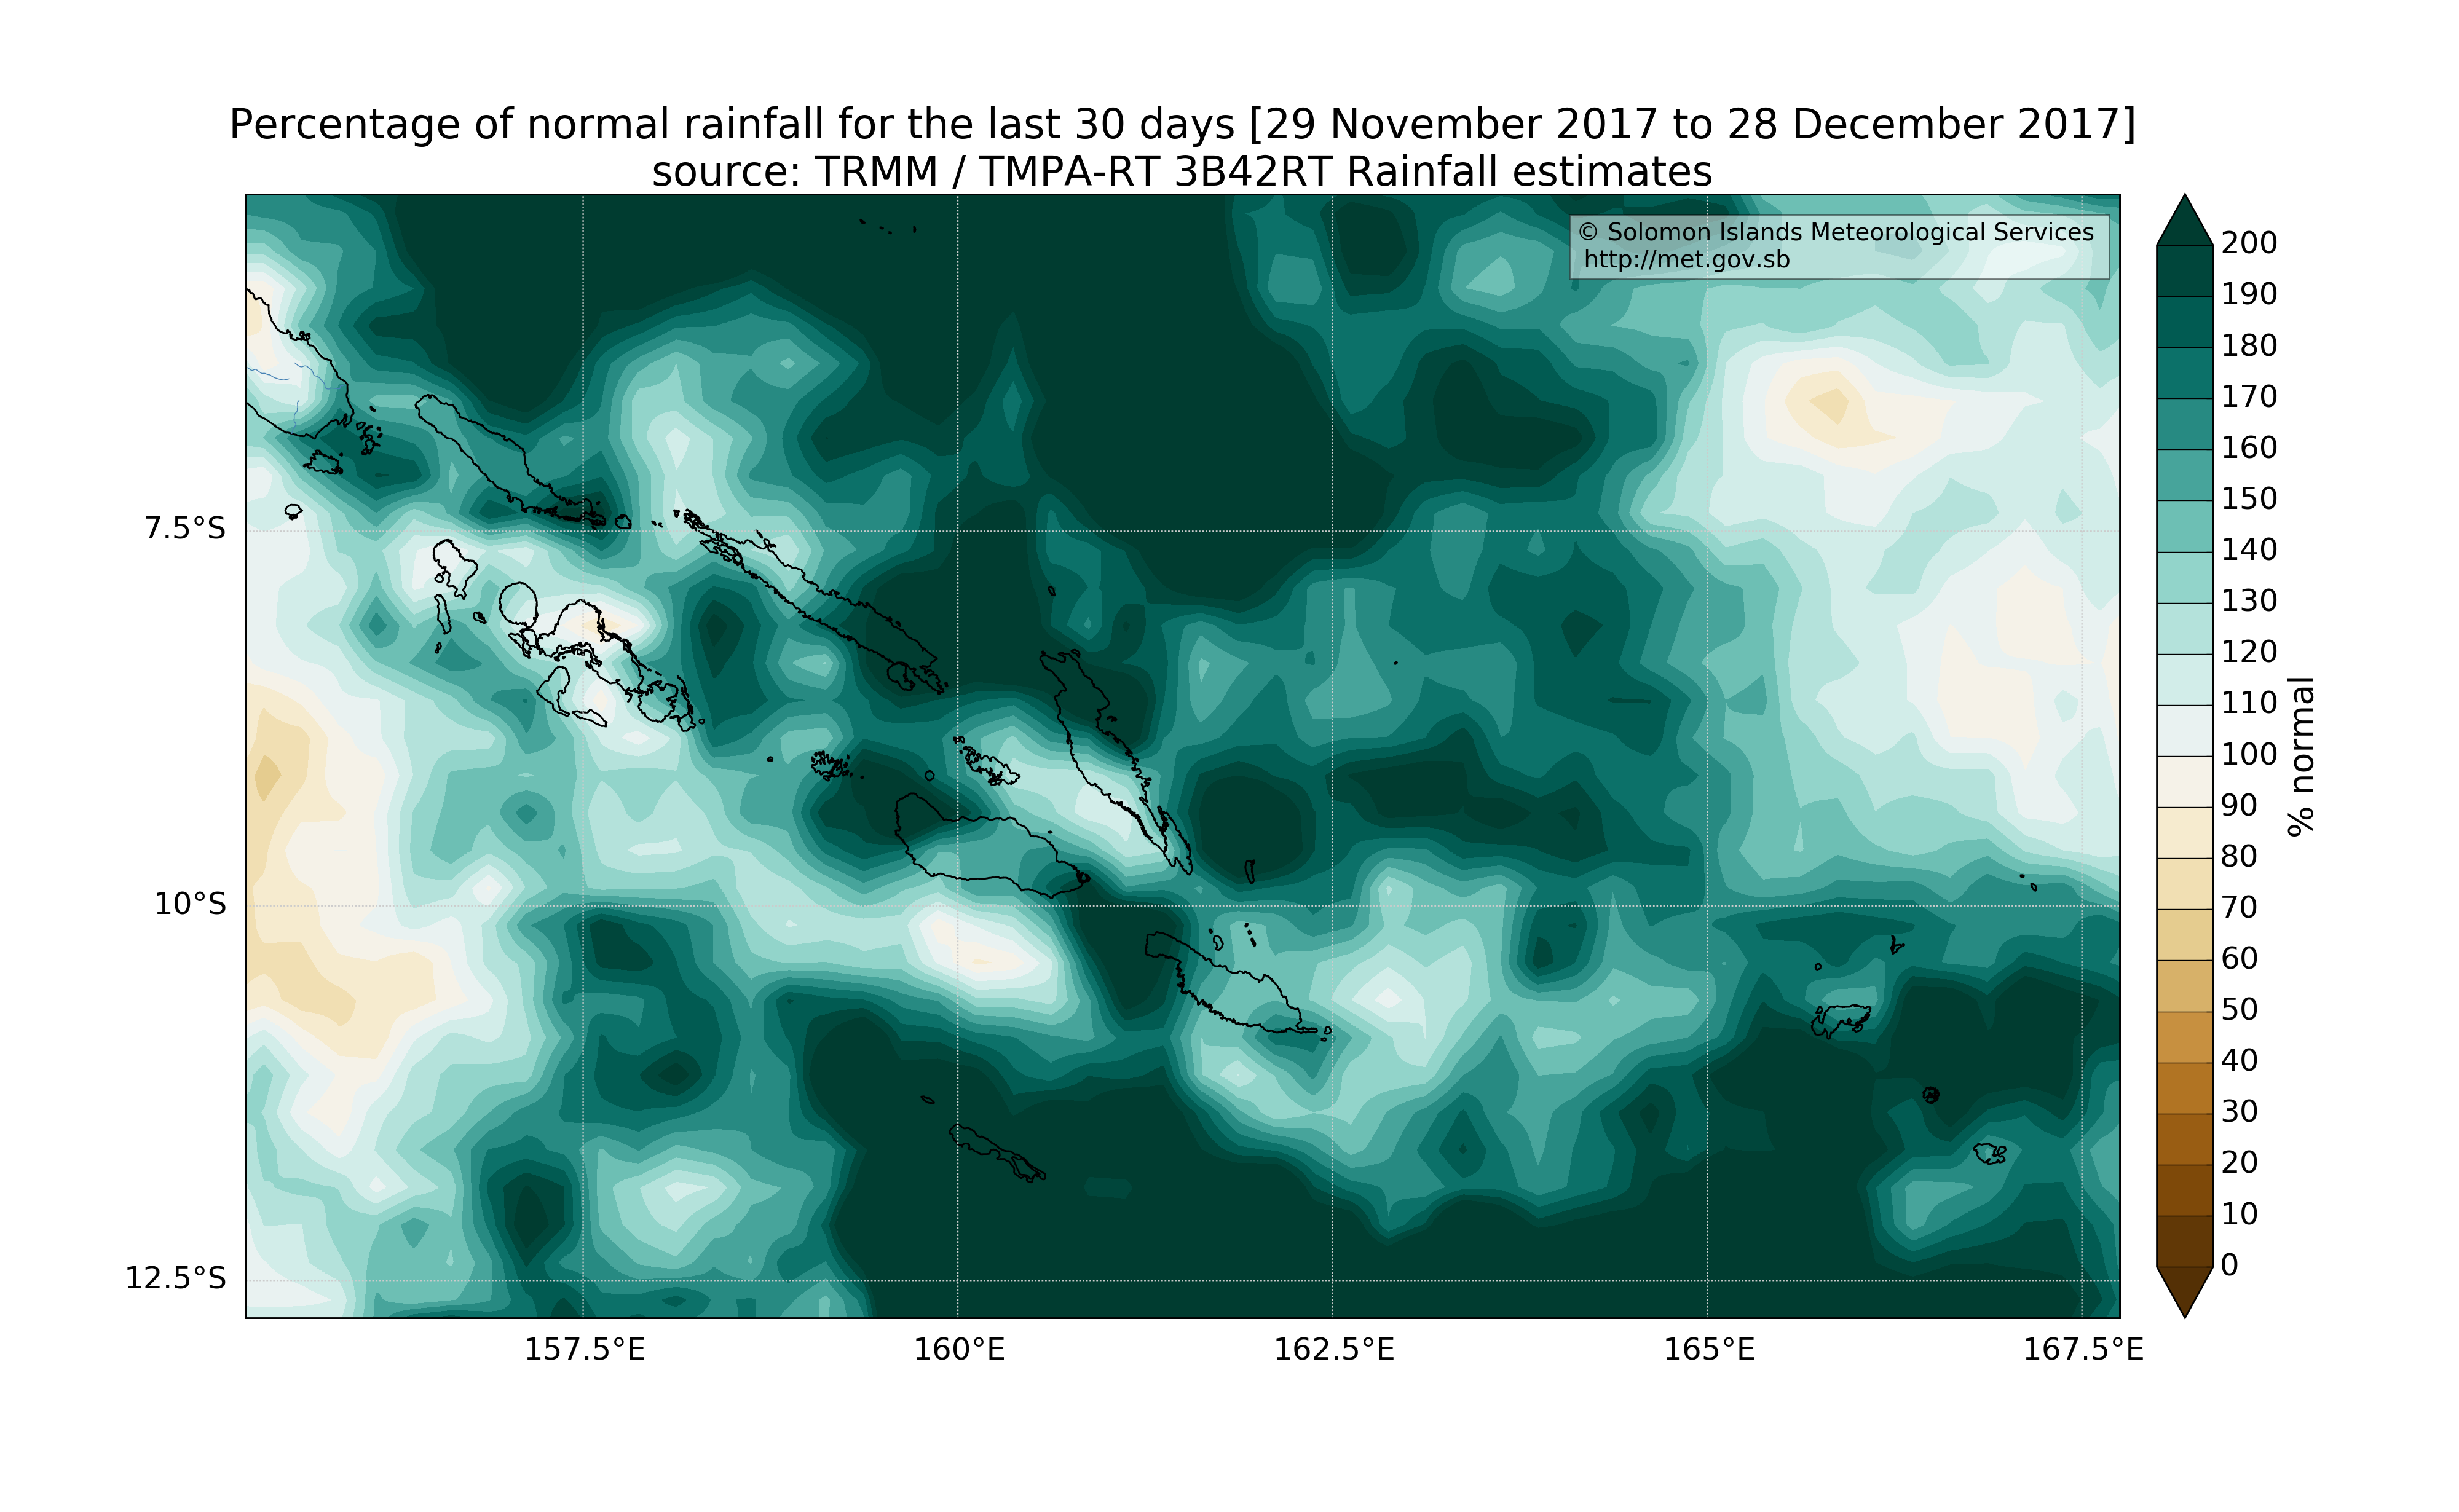 Percentage of normal rainfall for the last 30 days [29 November 2017 to 28 December 2017]
source: TRMM / TMPA-RT 3B42RT Rainfall estimates
© Solomon Islands Meteorological Services
http://met.gov.sb
7.5°S
10°S
12.5°S
157.5°E
160°E
162.5°E
165°E
167.5°E
200
190
180
170
160
150
140
130
120
110
100
90
80
70
60
50
40
30
20
10
0
% normal